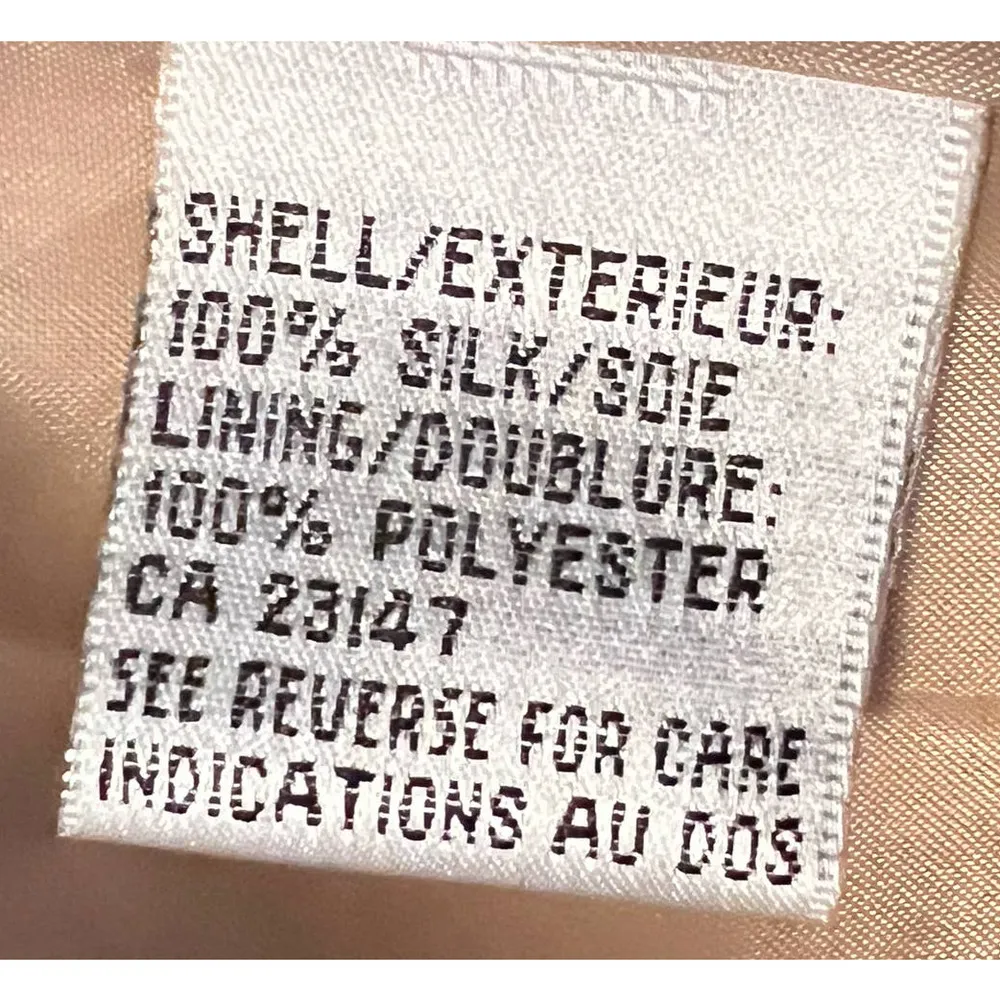 SHELL/EXTERIEUR:
100% SILK/SOIE
LINING/DOUBLURE:
100% POLYESTER
CA 23147
SEE REVERSE FOR CARE
INDICATIONS AU DOS